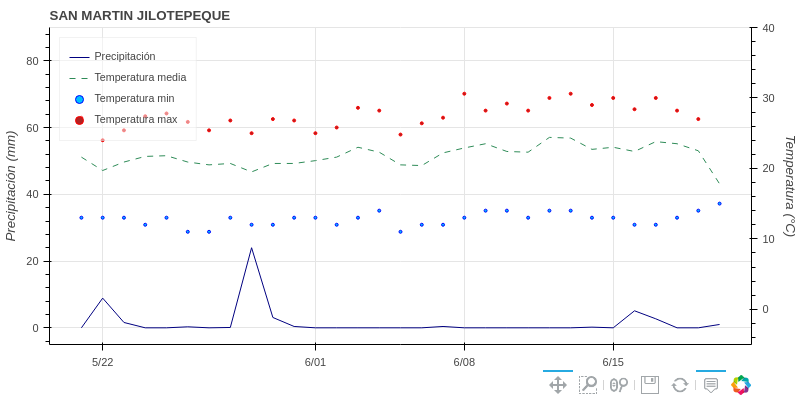 SAN MARTIN JILOTEPEQUE
Precipitación
Temperatura media
Temperatura min
Temperatura max
Precipitación (mm)
80
60
40
20
0
Temperatura (°C)
40
30
20
10
0
5/22
6/01
6/08
6/15